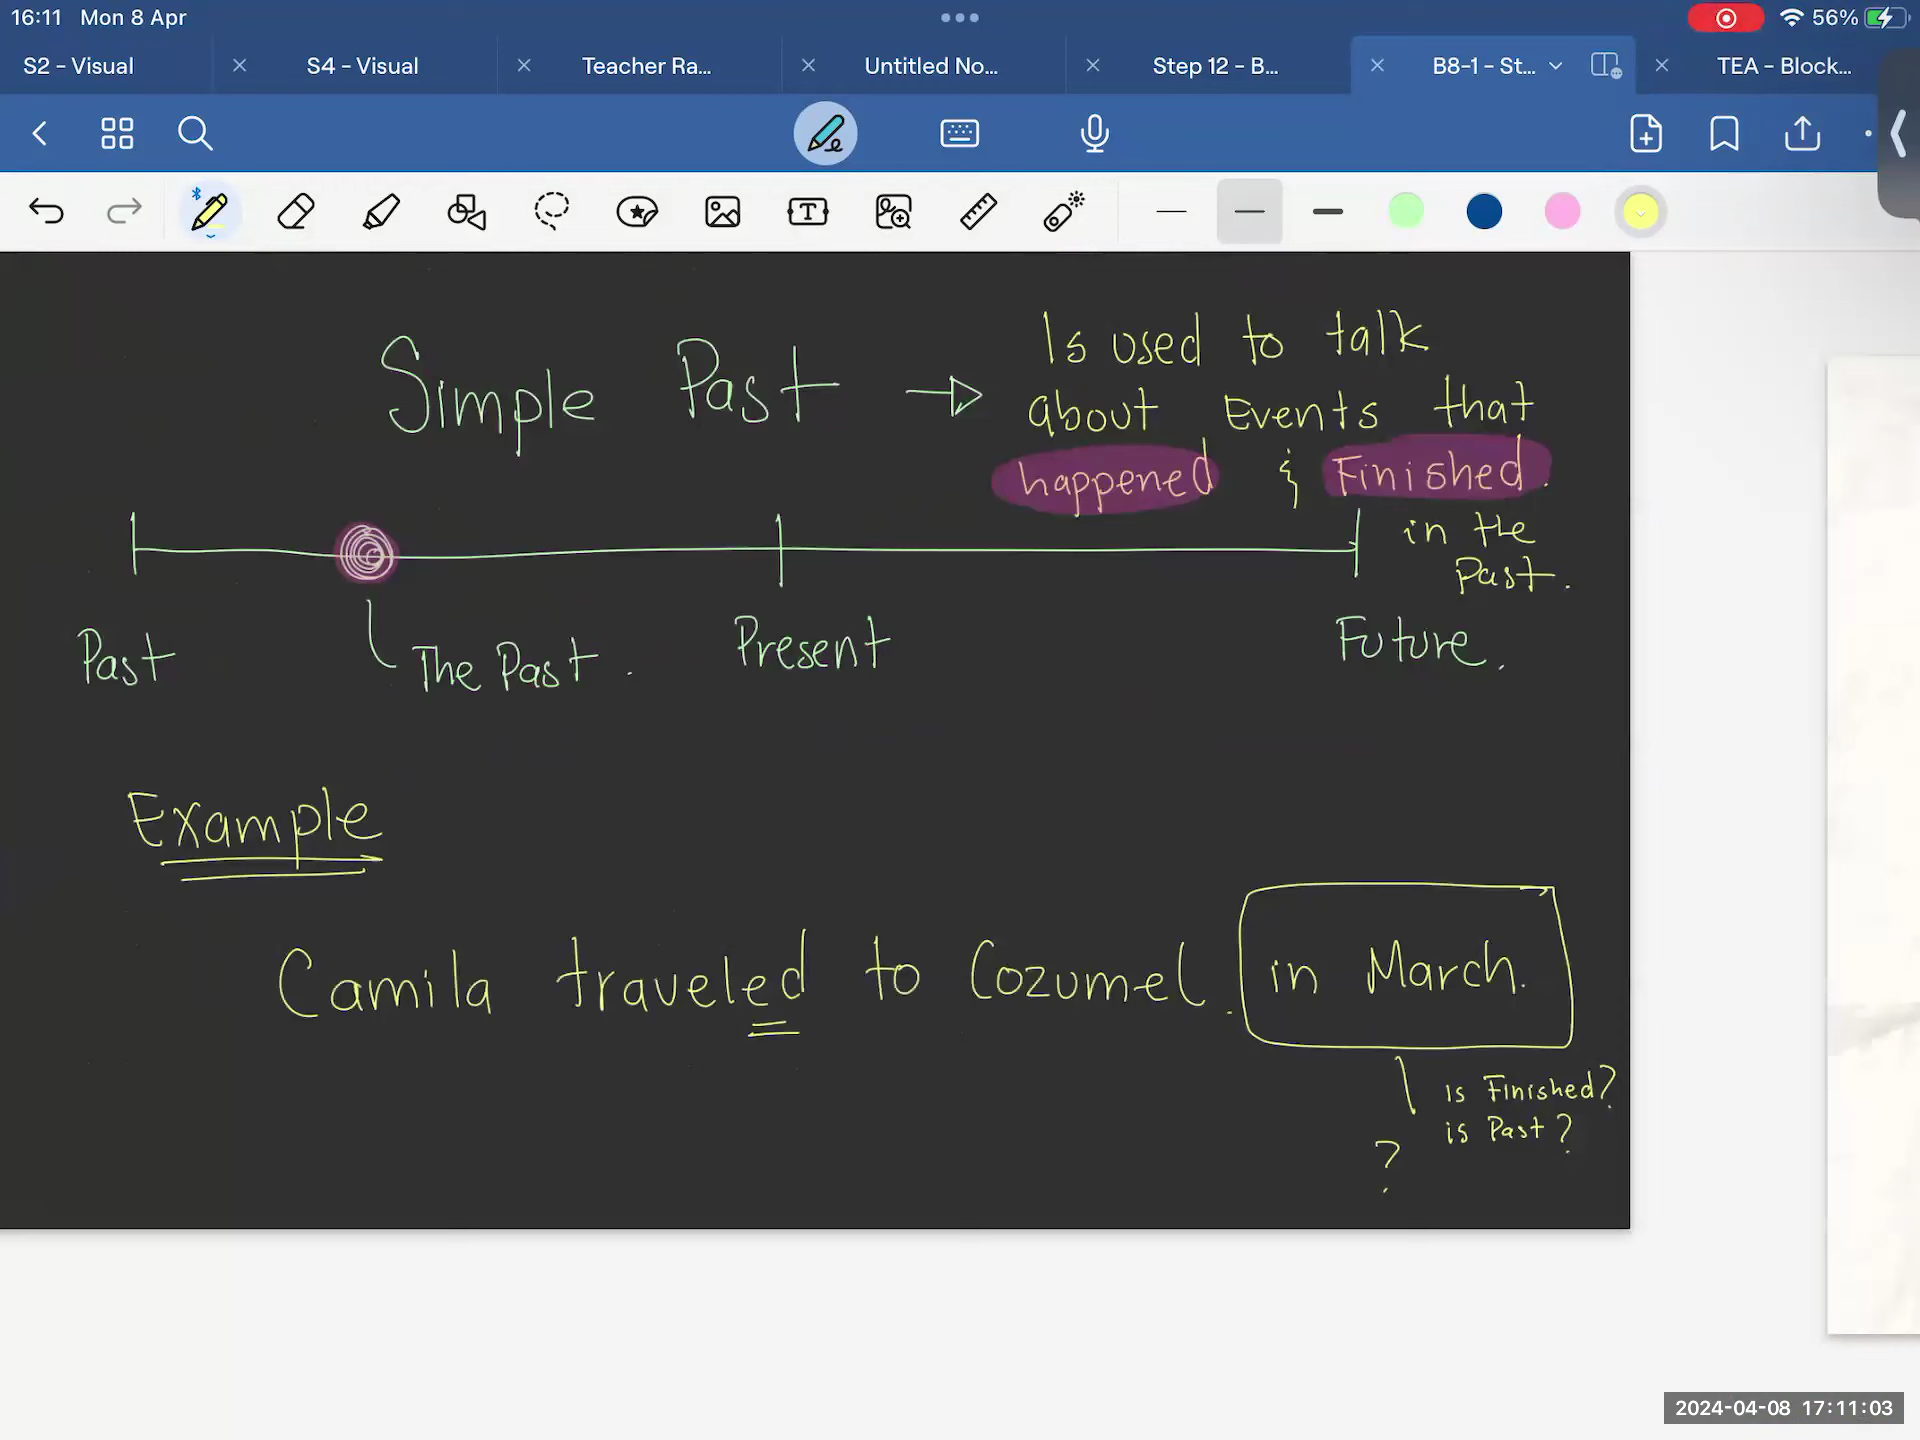 16:11 Mon 8 Apr
56%
S2 – Visual
S4 – Visual
Teacher Ra...
Untitled No...
Step 12 - B...
B8-1 - St...
TEA - Block...
Simple Past
Is used to talk
about Events that
happened & Finished.
in the
Past.
Past
The Past.
Present
Future.
Example
Camila traveled to Cozumel. in March.
is Finished?
is Past?
?
2024-04-08 17:11:03